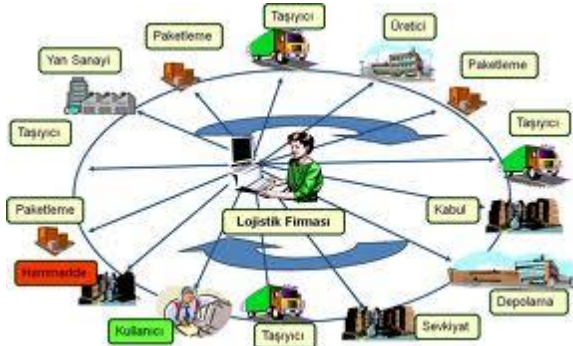 Taşıyıcı
Üretici
Paketleme
Paketleme
Yan Sanayi
Taşıyıcı
Taşıyıcı
Paketleme
Kabul
Lojistik Firması
Hammadde
Depolama
Kullanıcı
Taşıyıcı
Sevkiyat